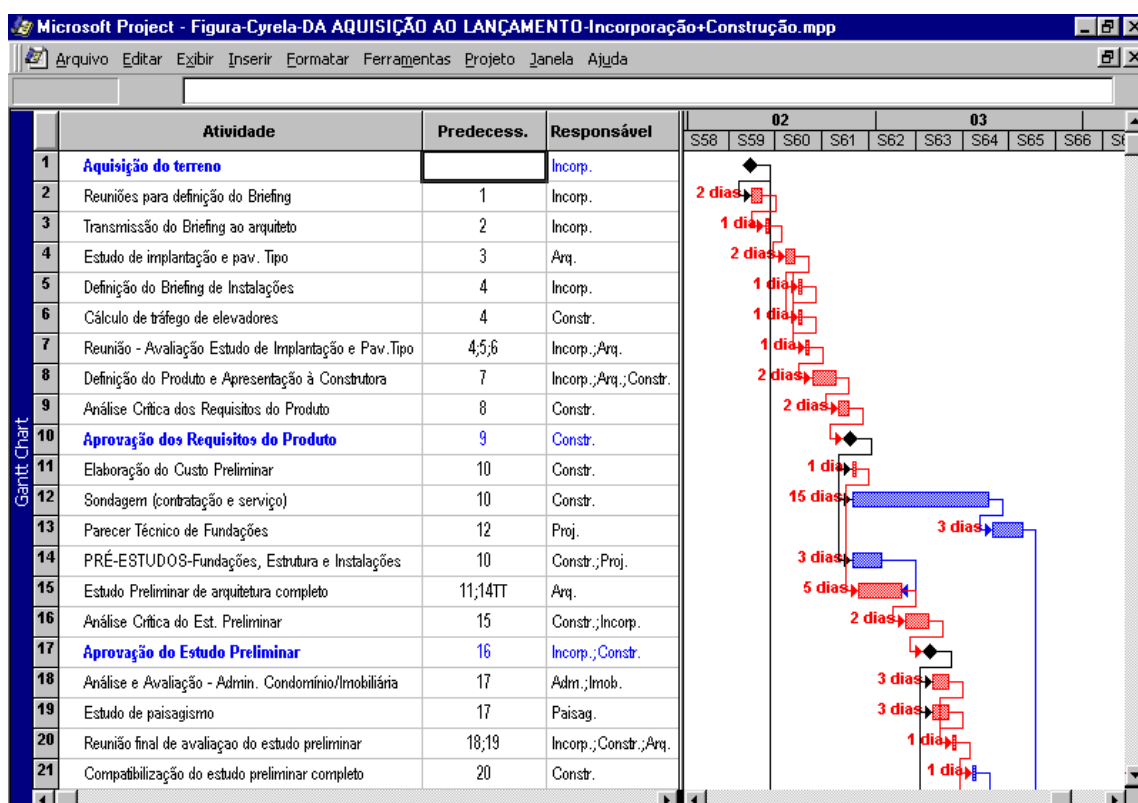 Microsoft Project - Figura-Cyrela-DA AQUISIÇÃO AO LANÇAMENTO-Incorporação+Construção.mpp
Arquivo Editar Exibir Inserir Formatar Ferramentas Projeto Janela Ajuda
Atividade Predecess. Responsável 02 03
S58 S59 S60 S61 S62 S63 S64 S65 S66
1 Aquisição do terreno Incorp.
2 Reuniões para definição do Briefing 1 Incorp. 2 dias
3 Transmissão do Briefing ao arquiteto 2 Incorp. 1 dia
4 Estudo de implantação e pav. Tipo 3 Arq. 2 dias
5 Definição do Briefing de Instalações 4 Incorp. 1 dia
6 Cálculo de tráfego de elevadores 4 Constr. 1 dia
7 Reunião - Avaliação Estudo de Implantação e Pav.Tipo 4;5;6 Incorp.;Arq. 1 dia
8 Definição do Produto e Apresentação à Construtora 7 Incorp.;Arq.;Constr. 2 dias
9 Análise Crítica dos Requisitos do Produto 8 Constr. 2 dias
10 Aprovação dos Requisitos do Produto 9 Constr.
11 Elaboração do Custo Preliminar 10 Constr. 1 dia
12 Sondagem (contratação e serviço) 10 Constr. 15 dias
13 Parecer Técnico de Fundações 12 Proj. 3 dias
14 PRÉ-ESTUDOS-Fundações, Estrutura e Instalações 10 Constr.;Proj. 3 dias
15 Estudo Preliminar de arquitetura completo 11;14TT Arq. 5 dias
16 Análise Crítica do Est. Preliminar 15 Constr.;Incorp. 2 dias
17 Aprovação do Estudo Preliminar 16 Incorp.;Constr.
18 Análise e Avaliação - Admin. Condomínio/Imobiliária 17 Adm.;Imob. 3 dias
19 Estudo de paisagismo 17 Paisag. 3 dias
20 Reunião final de avaliaçao do estudo preliminar 18;19 Incorp.;Constr.;Arq. 1 dia
21 Compatibilização do estudo preliminar completo 20 Constr. 1 dia
Gantt Chart